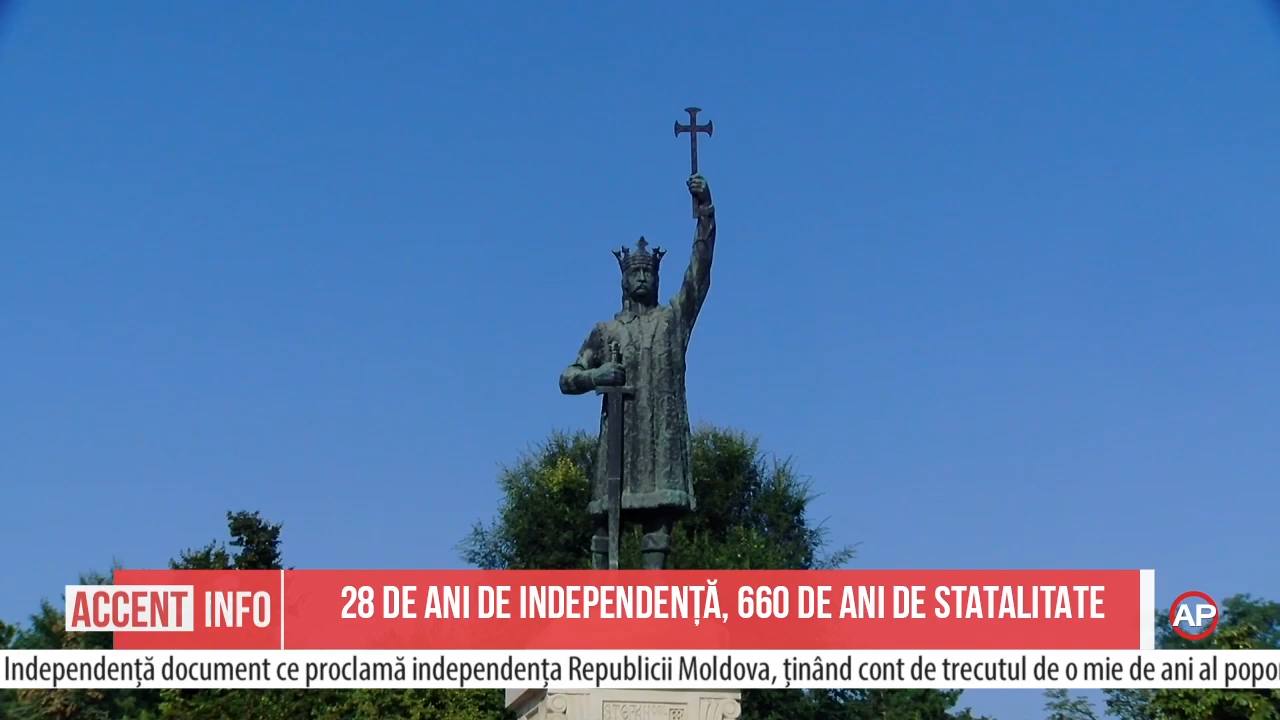 28 DE ANI DE INDEPENDENȚĂ, 660 DE ANI DE STATALITATE
ACCENT INFO
AP
Independență document ce proclamă independența Republicii Moldova, ținând cont de trecutul de o mie de ani al popor